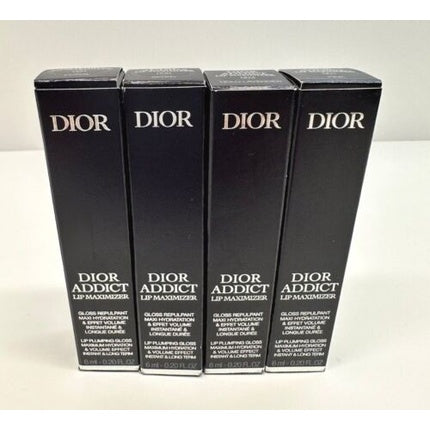 DIOR
DIOR
ADDICT
LIP MAXIMIZER
GLOSS REPULPANT
MAXI HYDRATATION
& EFFET VOLUME
INSTANTANÉ &
LONGUE DURÉE
LIP PLUMPING GLOSS
MAXIMUM HYDRATION
& VOLUME EFFECT
INSTANT & LONG TERM
6 ml - 0.20 FL OZ
DIOR
DIOR
ADDICT
LIP MAXIMIZER
GLOSS REPULPANT
MAXI HYDRATATION
& EFFET VOLUME
INSTANTANÉ &
LONGUE DURÉE
LIP PLUMPING GLOSS
MAXIMUM HYDRATION
& VOLUME EFFECT
INSTANT & LONG TERM
6 ml - 0.20 FL OZ
DIOR
DIOR
ADDICT
LIP MAXIMIZER
GLOSS REPULPANT
MAXI HYDRATATION
& EFFET VOLUME
INSTANTANÉ &
LONGUE DURÉE
LIP PLUMPING GLOSS
MAXIMUM HYDRATION
& VOLUME EFFECT
INSTANT & LONG TERM
6 ml - 0.20 FL OZ
DIOR
DIOR
ADDICT
LIP MAXIMIZER
GLOSS REPULPANT
MAXI HYDRATATION
& EFFET VOLUME
INSTANTANÉ &
LONGUE DURÉE
LIP PLUMPING GLOSS
MAXIMUM HYDRATION
& VOLUME EFFECT
INSTANT & LONG TERM
6 ml - 0.20 FL OZ